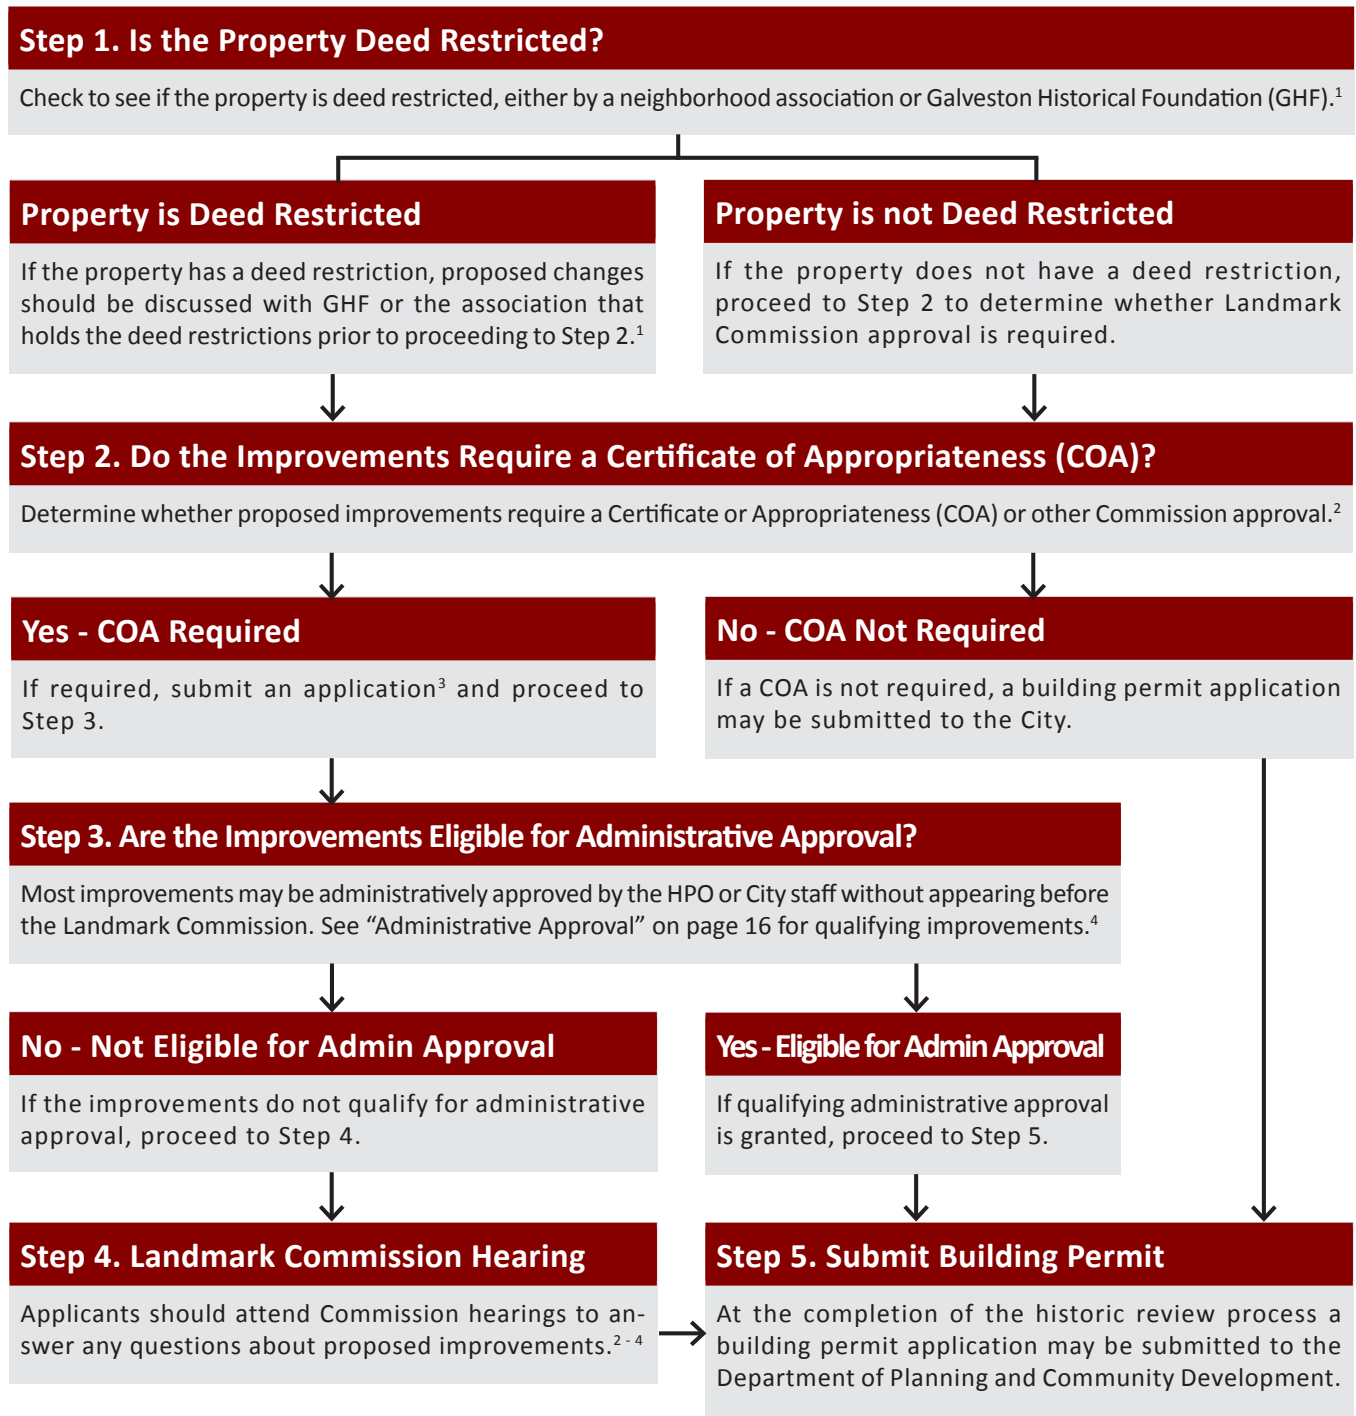 Step 1. Is the Property Deed Restricted?
Check to see if the property is deed restricted, either by a neighborhood association or Galveston Historical Foundation (GHF).1
Property is Deed Restricted
If the property has a deed restriction, proposed changes
should be discussed with GHF or the association that
holds the deed restrictions prior to proceeding to Step 2.1
Property is not Deed Restricted
If the property does not have a deed restriction,
proceed to Step 2 to determine whether Landmark
Commission approval is required.
Step 2. Do the Improvements Require a Certificate of Appropriateness (COA)?
Determine whether proposed improvements require a Certificate or Appropriateness (COA) or other Commission approval.2
Yes - COA Required
If required, submit an application3 and proceed to
Step 3.
No - COA Not Required
If a COA is not required, a building permit application
may be submitted to the City.
Step 3. Are the Improvements Eligible for Administrative Approval?
Most improvements may be administratively approved by the HPO or City staff without appearing before
the Landmark Commission. See “Administrative Approval” on page 16 for qualifying improvements.4
No - Not Eligible for Admin Approval
If the improvements do not qualify for administrative
approval, proceed to Step 4.
Yes - Eligible for Admin Approval
If qualifying administrative approval
is granted, proceed to Step 5.
Step 4. Landmark Commission Hearing
Applicants should attend Commission hearings to an-
swer any questions about proposed improvements.2 - 4
Step 5. Submit Building Permit
At the completion of the historic review process a
building permit application may be submitted to the
Department of Planning and Community Development.